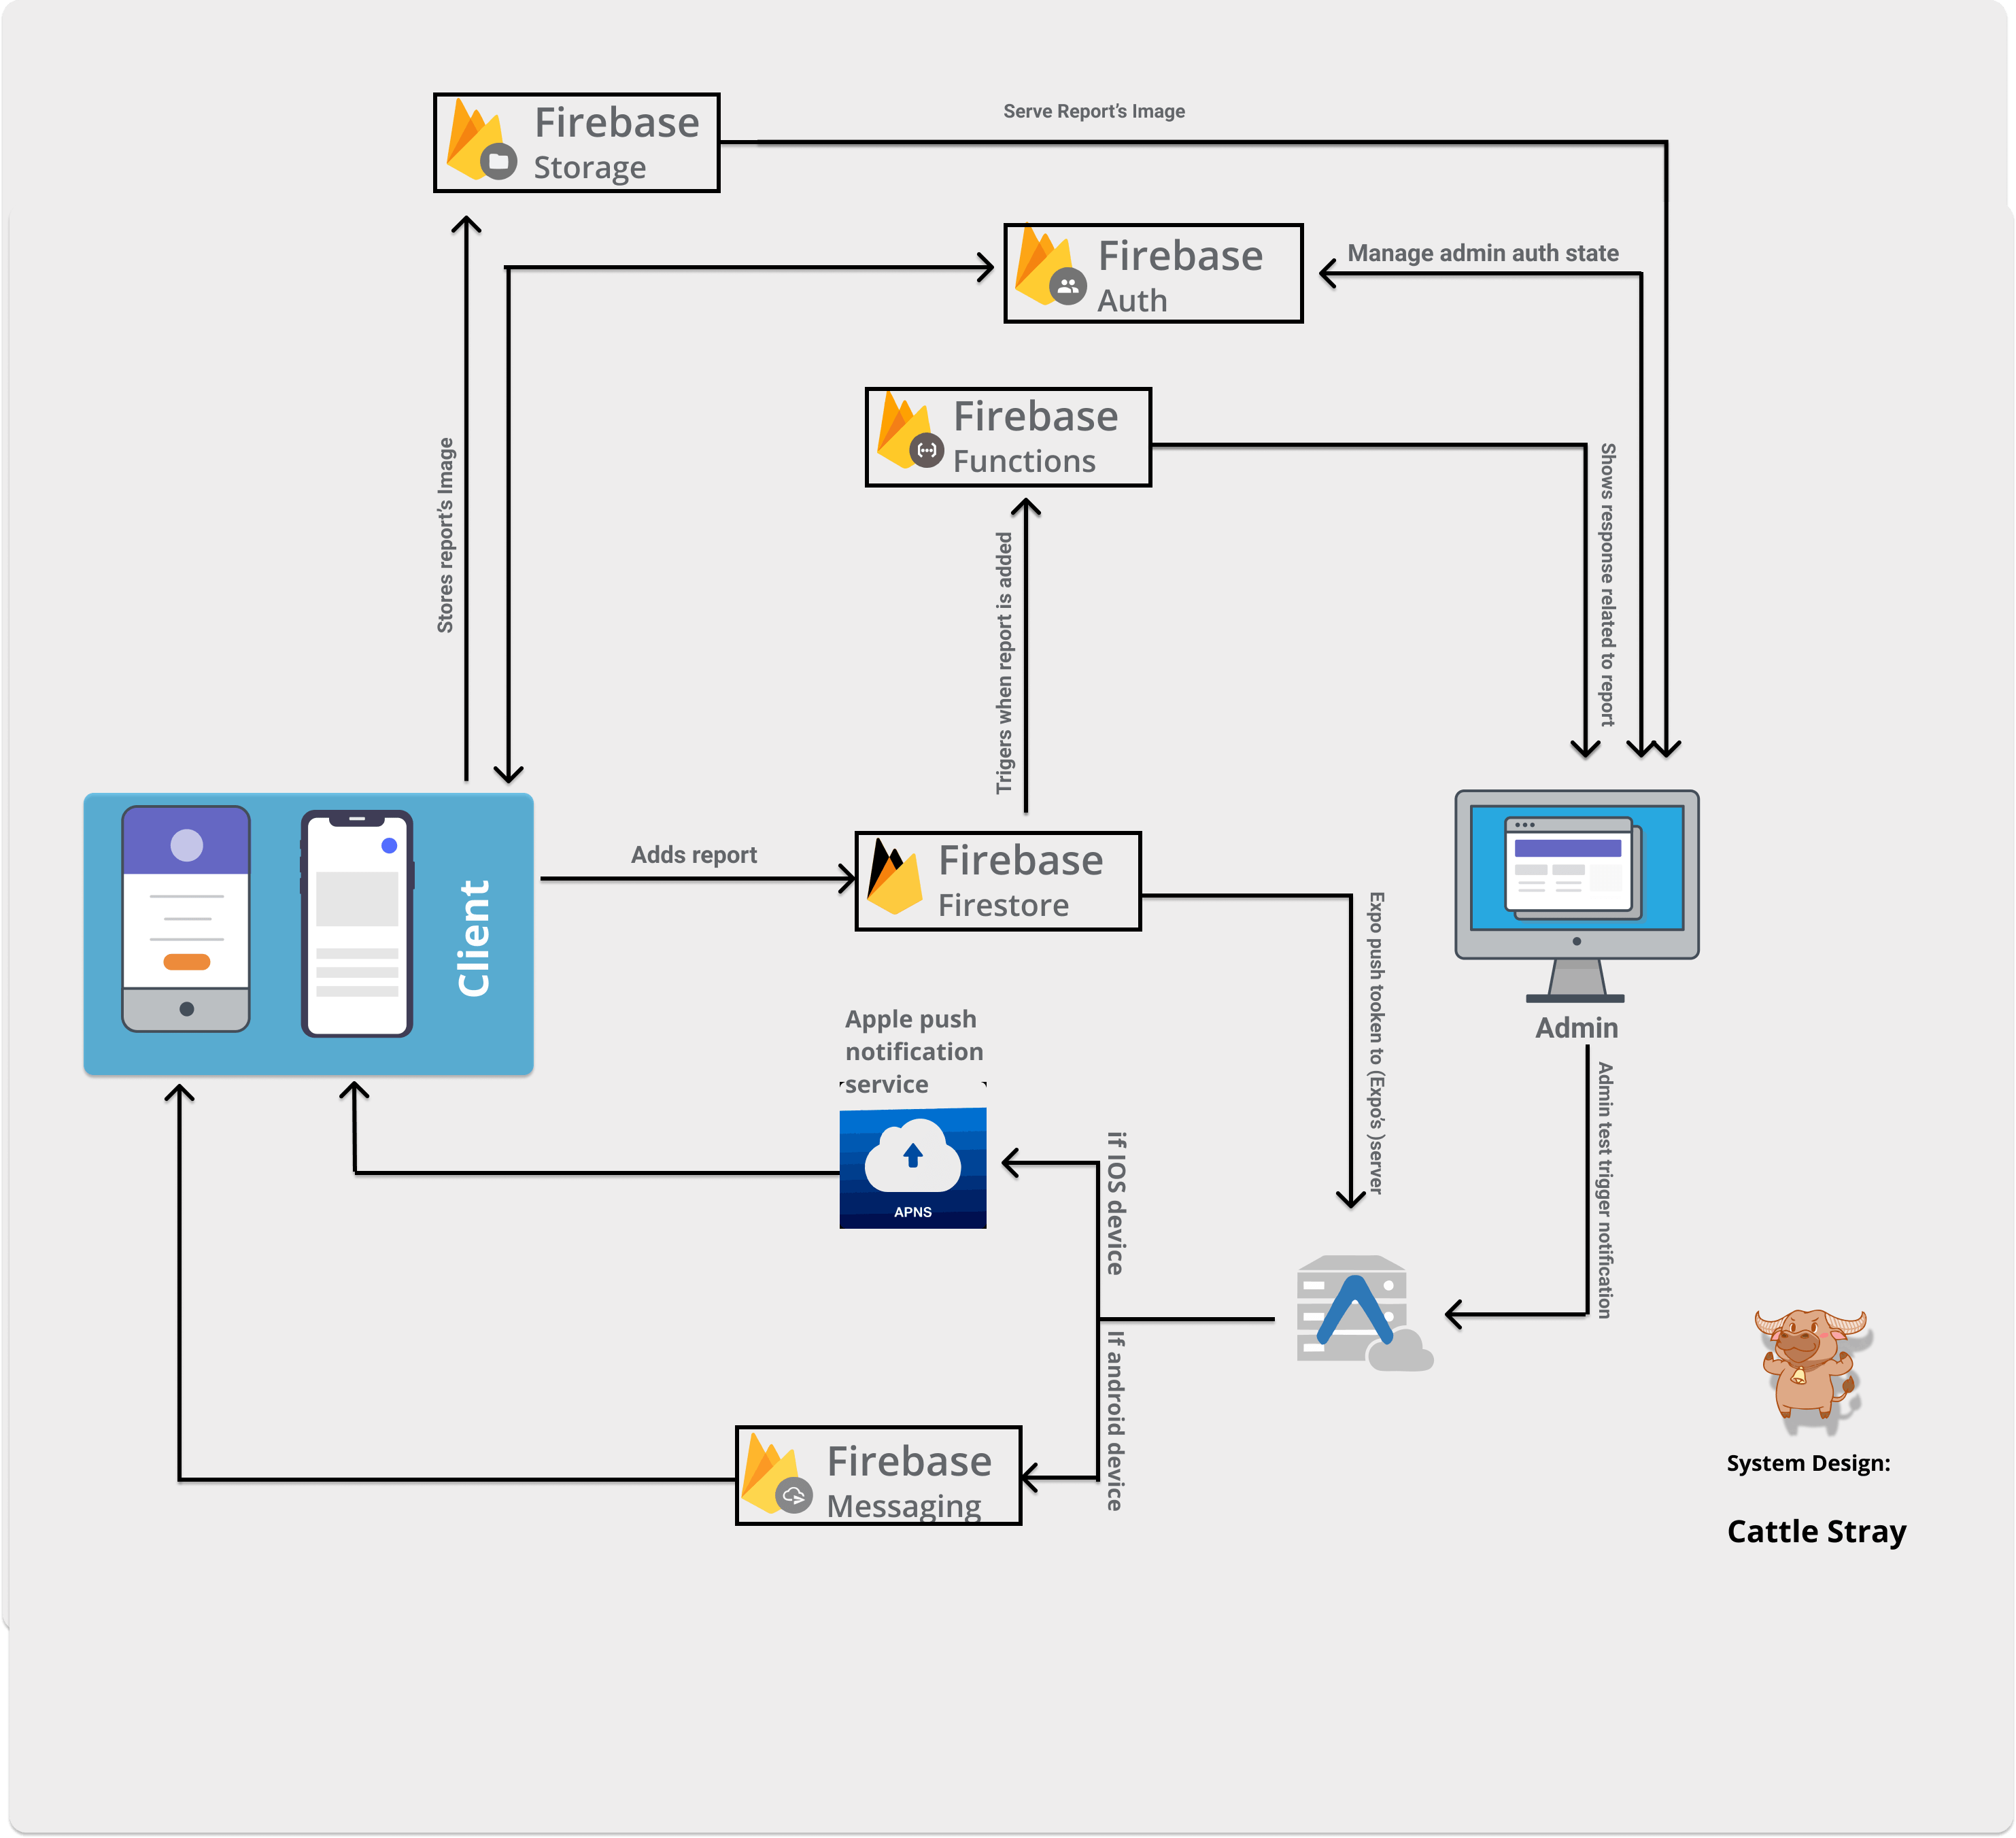 Firebase
Storage
Serve Report's Image
Firebase
Auth
Manage admin auth state
Firebase
Functions
Stores report's Image
Trigers when report is added
Shows response related to report
Client
Adds report
Firebase
Firestore
Expo push tooken to (Expo's )server
Admin
Apple push
notification
service
APNS
if IOS device
Admin test trigger notification
If android device
Firebase
Messaging
System Design:
Cattle Stray